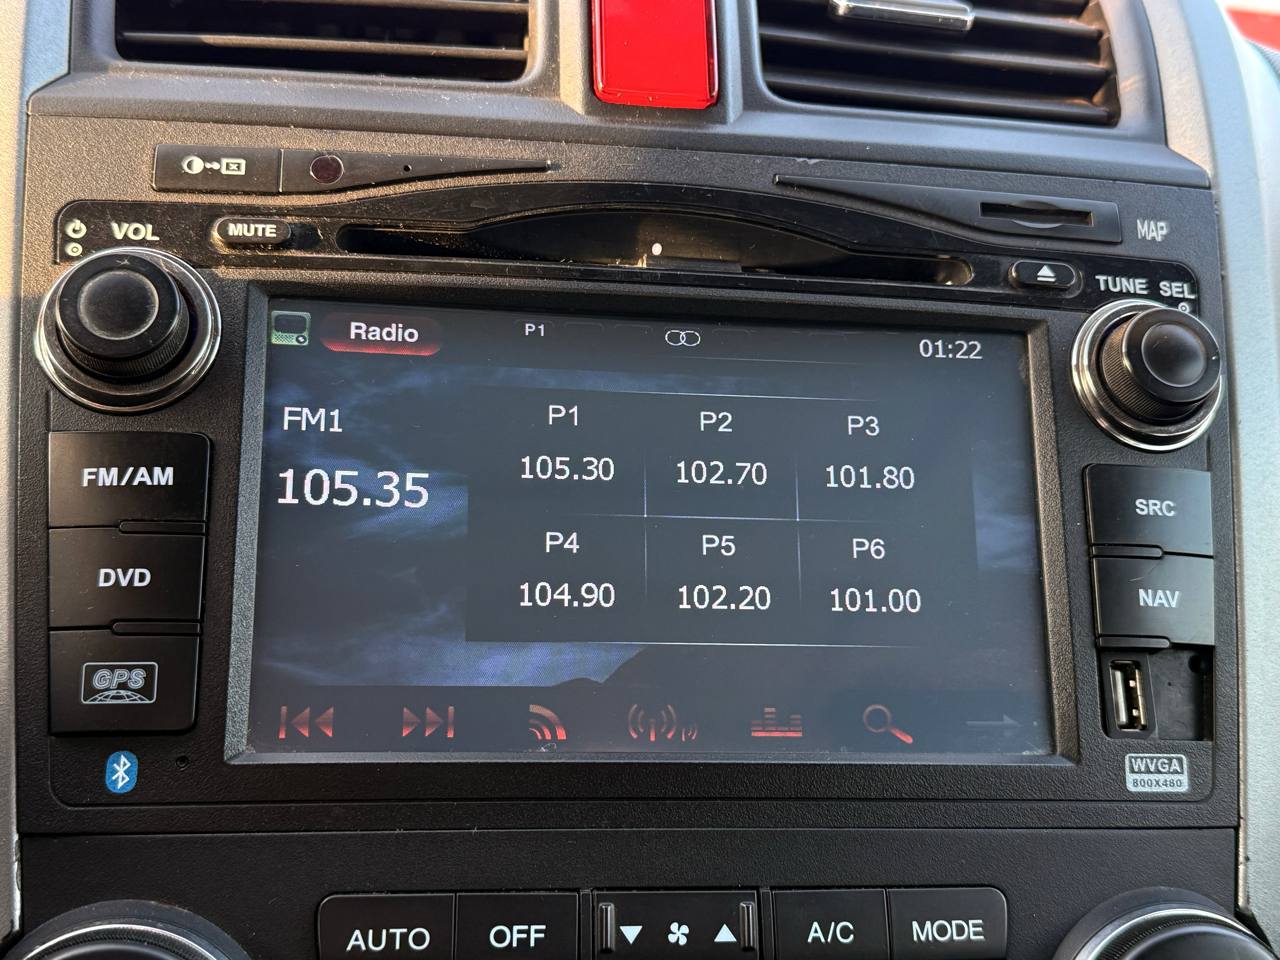 VOL
MUTE
MAP
TUNE SEL
Radio
P1
01:22
FM1
105.35
P1 P2 P3
105.30 102.70 101.80
P4 P5 P6
104.90 102.20 101.00
FM/AM
DVD
GPS
SRC
NAV
WVGA
800X480
AUTO
OFF
A/C
MODE